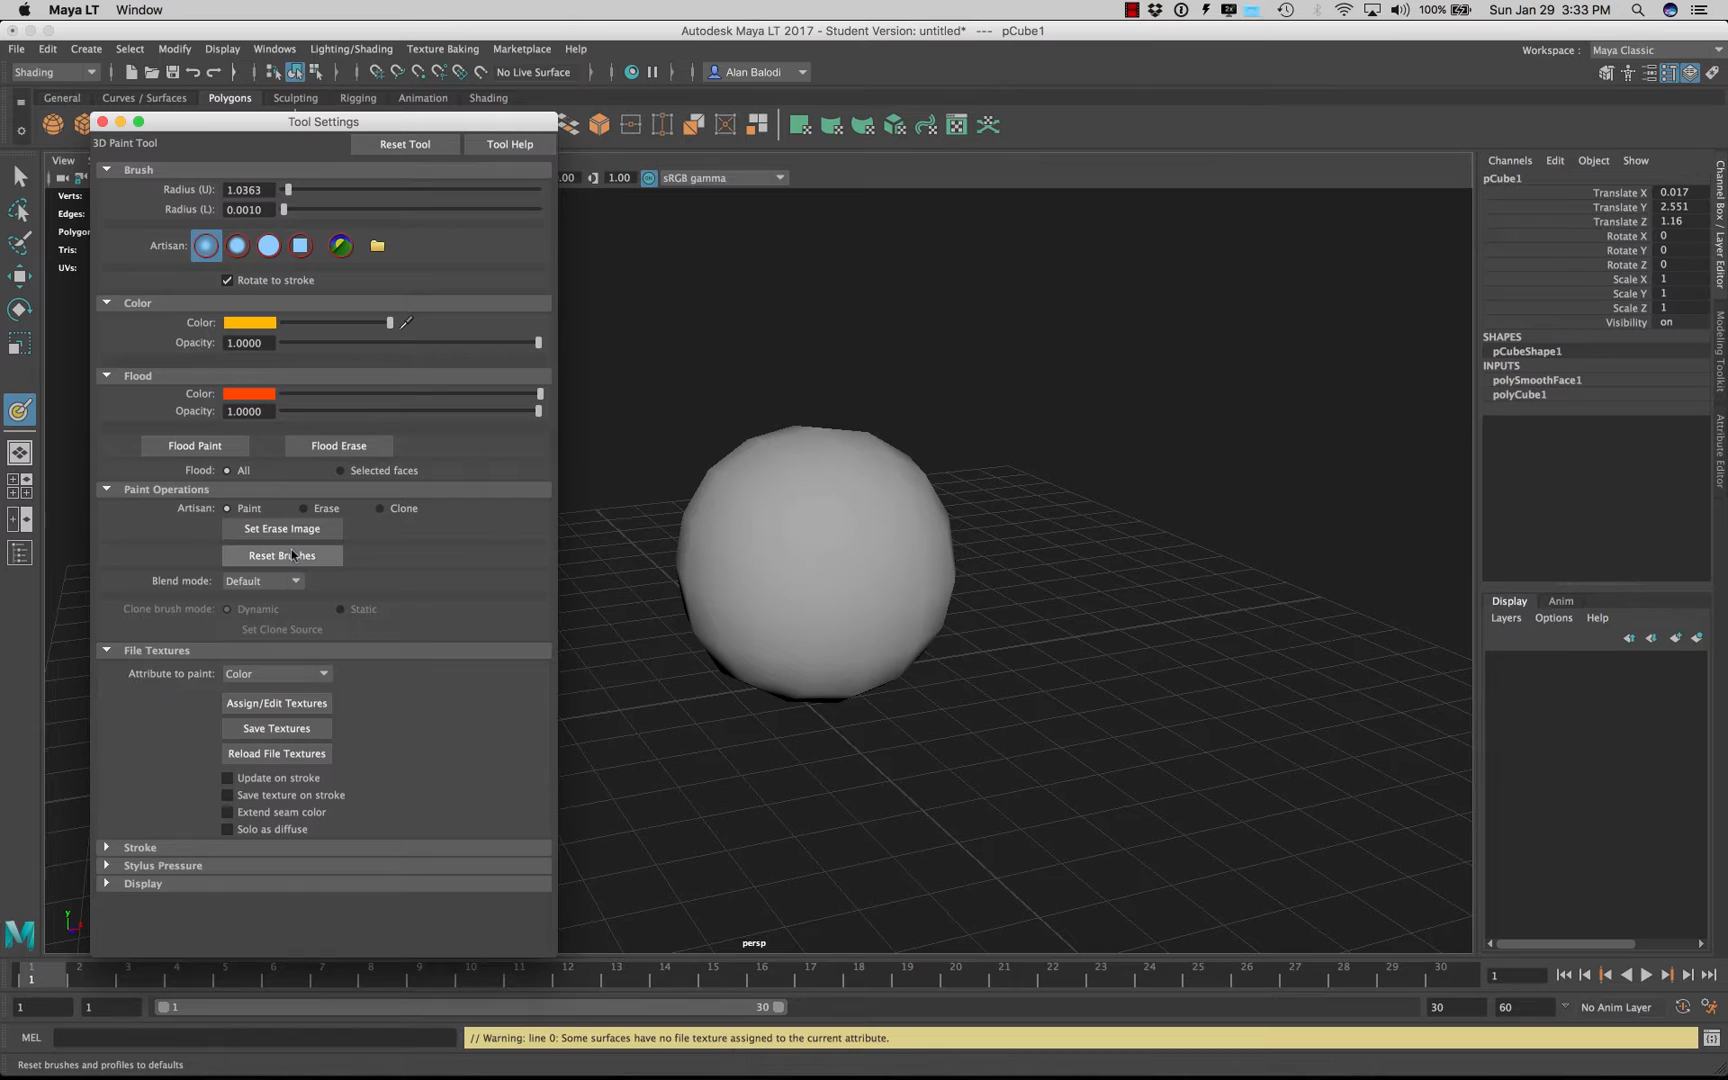 Maya LT Window 100% Sun Jan 29 3:33 PM
Autodesk Maya LT 2017 - Student Version: untitled* --- pCube1
File Edit Create Select Modify Display Windows Lighting/Shading Texture Baking Marketplace Help Workspace : Maya Classic
Shading No Live Surface Alan Balodi
General Curves / Surfaces Polygons Sculpting Rigging Animation Shading
Tool Settings
3D Paint Tool Reset Tool Tool Help
Brush
Radius (U): 1.0363
Radius (L): 0.0010
Artisan:
Rotate to stroke
Color
Color:
Opacity: 1.0000
Flood
Color:
Opacity: 1.0000
Flood Paint Flood Erase
Flood: All Selected faces
Paint Operations
Artisan: Paint Erase Clone
Set Erase Image
Reset Brushes
Blend mode: Default
Clone brush mode: Dynamic Static
Set Clone Source
File Textures
Attribute to paint: Color
Assign/Edit Textures
Save Textures
Reload File Textures
Update on stroke
Save texture on stroke
Extend seam color
Solo as diffuse
Stroke
Stylus Pressure
Display
View
Verts:
Edges:
Polygon
Tris:
UVs:
.00 1.00 sRGB gamma
persp
y
Channels Edit Object Show
pCube1
Translate X 0.017
Translate Y 2.551
Translate Z 1.16
Rotate X 0
Rotate Y 0
Rotate Z 0
Scale X 1
Scale Y 1
Scale Z 1
Visibility on
SHAPES
pCubeShape1
INPUTS
polySmoothFace1
polyCube1
Display Anim
Layers Options Help
Channel Box / Layer Editor
Modeling Toolkit
Attribute Editor
1 2 3 4 5 6 7 8 9 10 11 12 13 14 15 16 17 18 19 20 21 22 23 24 25 26 27 28 29 30 1
1
1 1 1 30 30 60 No Anim Layer
MEL // Warning: line 0: Some surfaces have no file texture assigned to the current attribute.
Reset brushes and profiles to defaults